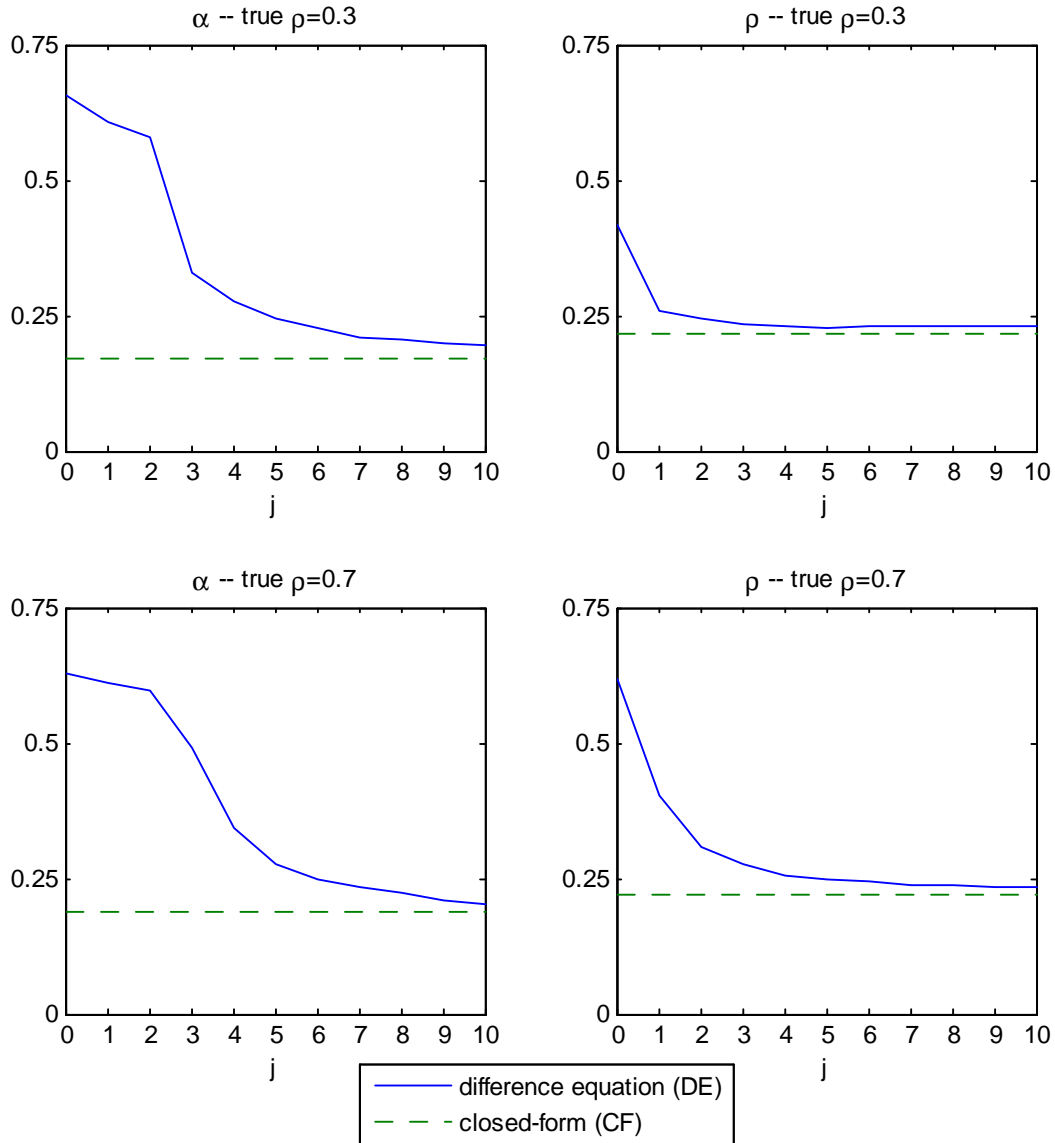 α -- true ρ=0.3
0.75
0.5
0.25
0
0 1 2 3 4 5 6 7 8 9 10
j
ρ -- true ρ=0.3
0.75
0.5
0.25
0
0 1 2 3 4 5 6 7 8 9 10
j
α -- true ρ=0.7
0.75
0.5
0.25
0
0 1 2 3 4 5 6 7 8 9 10
j
ρ -- true ρ=0.7
0.75
0.5
0.25
0
0 1 2 3 4 5 6 7 8 9 10
j
difference equation (DE)
closed-form (CF)